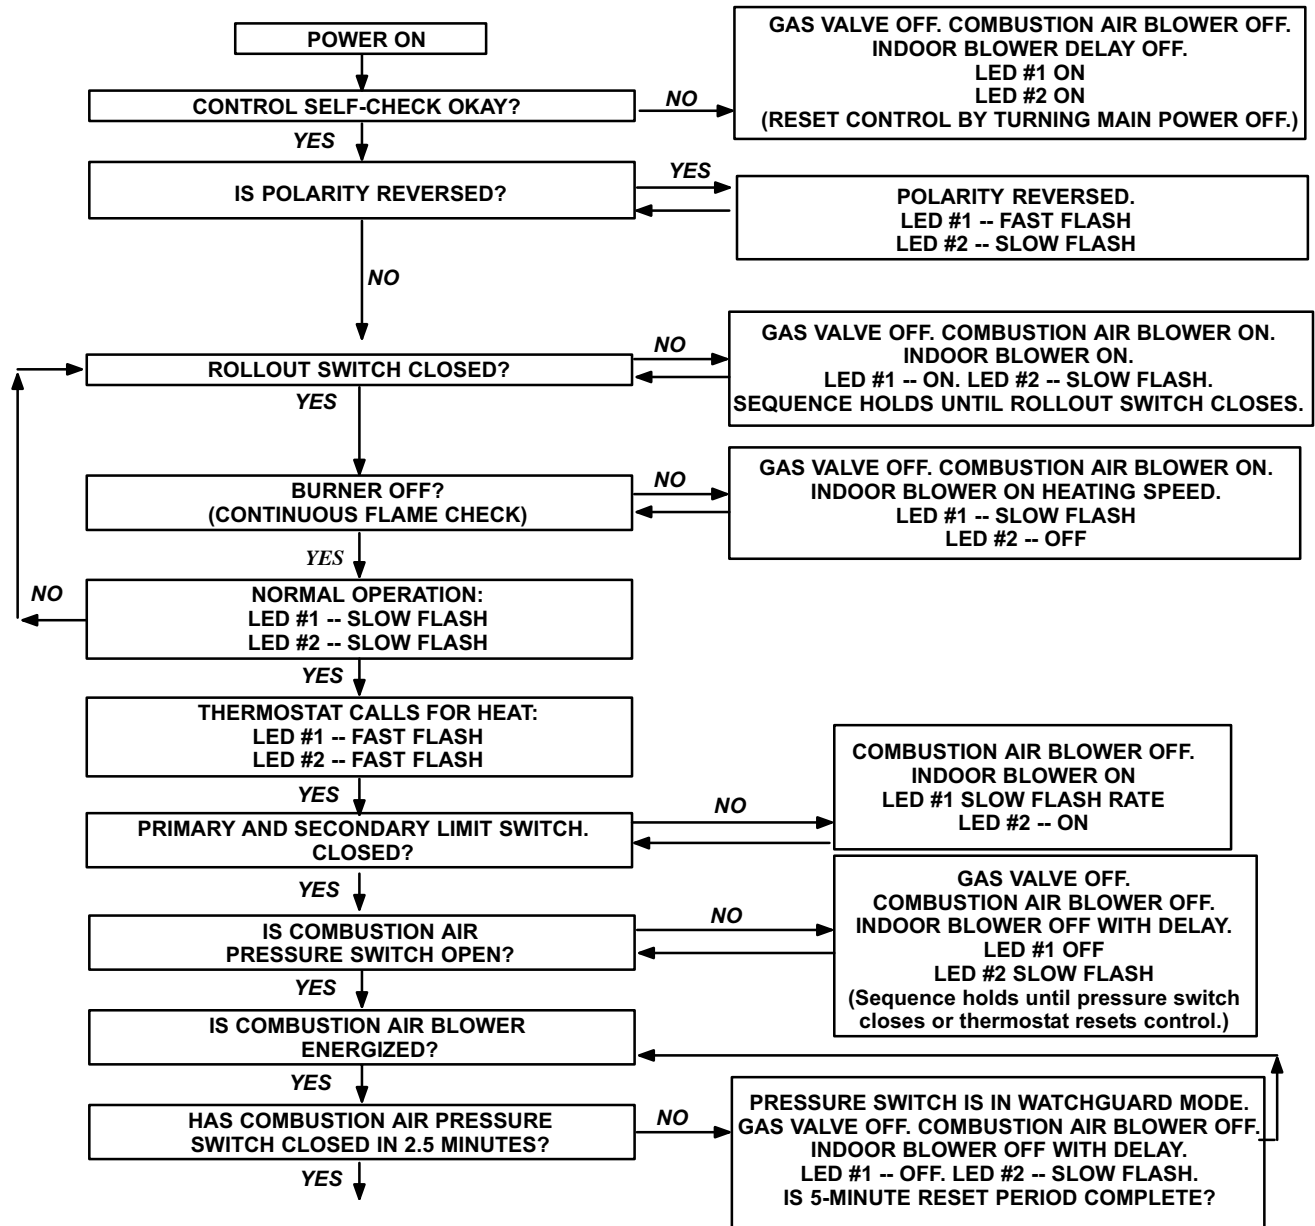 POWER ON
GAS VALVE OFF. COMBUSTION AIR BLOWER OFF.
INDOOR BLOWER DELAY OFF.
LED #1 ON
LED #2 ON
(RESET CONTROL BY TURNING MAIN POWER OFF.)
CONTROL SELF-CHECK OKAY?
NO
YES
IS POLARITY REVERSED?
YES
POLARITY REVERSED.
LED #1 -- FAST FLASH
LED #2 -- SLOW FLASH
NO
ROLLOUT SWITCH CLOSED?
NO
GAS VALVE OFF. COMBUSTION AIR BLOWER ON.
INDOOR BLOWER ON.
LED #1 -- ON. LED #2 -- SLOW FLASH.
SEQUENCE HOLDS UNTIL ROLLOUT SWITCH CLOSES.
YES
BURNER OFF?
(CONTINUOUS FLAME CHECK)
NO
GAS VALVE OFF. COMBUSTION AIR BLOWER ON.
INDOOR BLOWER ON HEATING SPEED.
LED #1 -- SLOW FLASH
LED #2 -- OFF
YES
NO
NORMAL OPERATION:
LED #1 -- SLOW FLASH
LED #2 -- SLOW FLASH
YES
THERMOSTAT CALLS FOR HEAT:
LED #1 -- FAST FLASH
LED #2 -- FAST FLASH
YES
PRIMARY AND SECONDARY LIMIT SWITCH.
CLOSED?
NO
COMBUSTION AIR BLOWER OFF.
INDOOR BLOWER ON
LED #1 SLOW FLASH RATE
LED #2 -- ON
YES
IS COMBUSTION AIR
PRESSURE SWITCH OPEN?
NO
GAS VALVE OFF.
COMBUSTION AIR BLOWER OFF.
INDOOR BLOWER OFF WITH DELAY.
LED #1 OFF
LED #2 SLOW FLASH
(Sequence holds until pressure switch
closes or thermostat resets control.)
YES
IS COMBUSTION AIR BLOWER
ENERGIZED?
YES
HAS COMBUSTION AIR PRESSURE
SWITCH CLOSED IN 2.5 MINUTES?
NO
PRESSURE SWITCH IS IN WATCHGUARD MODE.
GAS VALVE OFF. COMBUSTION AIR BLOWER OFF.
INDOOR BLOWER OFF WITH DELAY.
LED #1 -- OFF. LED #2 -- SLOW FLASH.
IS 5-MINUTE RESET PERIOD COMPLETE?
YES